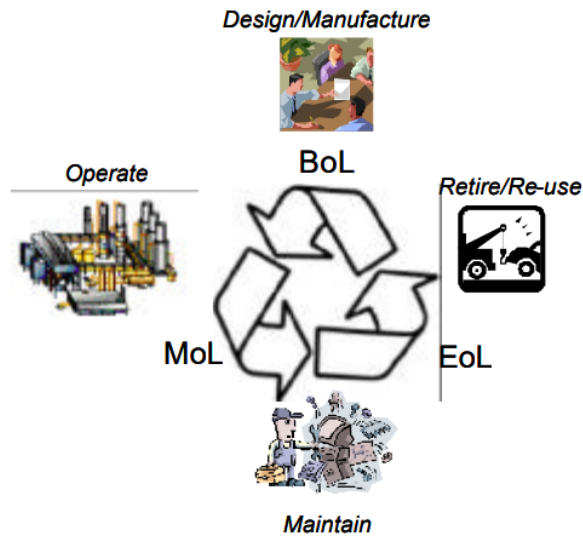 Design/Manufacture
BoL
Operate
Retire/Re-use
MoL
EoL
Maintain